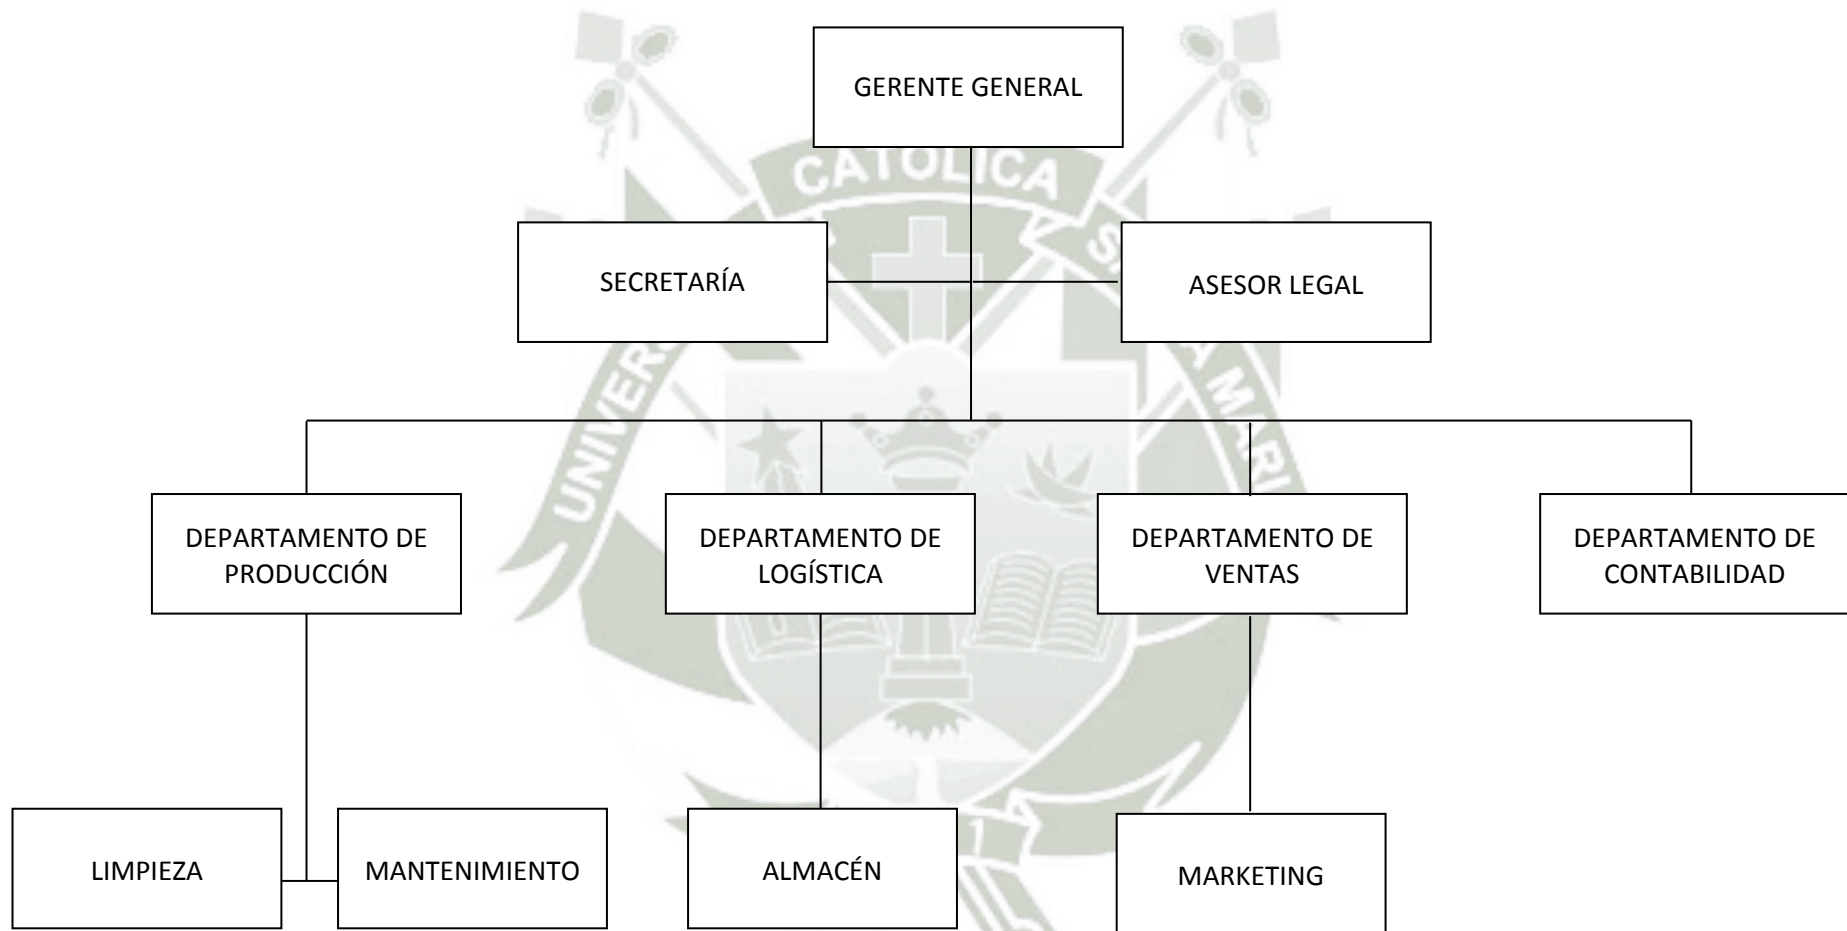 GERENTE GENERAL
CATOLICA
SECRETARÍA
ASESOR LEGAL
DEPARTAMENTO DE
PRODUCCIÓN
DEPARTAMENTO DE
LOGÍSTICA
DEPARTAMENTO DE
VENTAS
DEPARTAMENTO DE
CONTABILIDAD
LIMPIEZA
MANTENIMIENTO
ALMACÉN
MARKETING